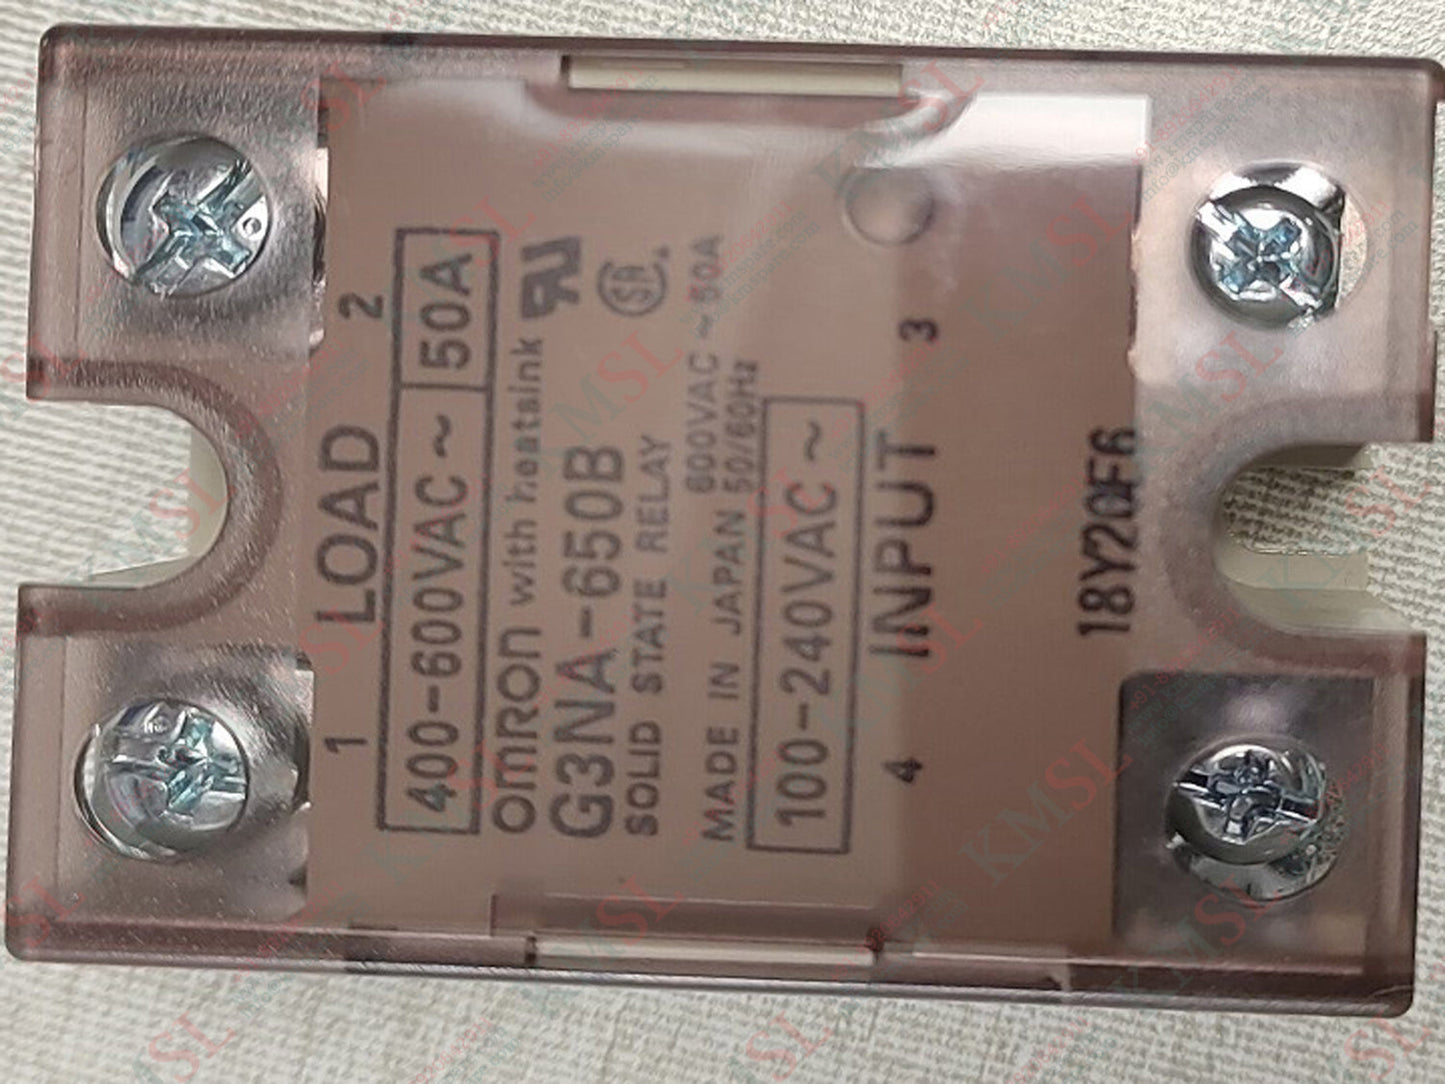 2
LOAD
1
400-600VAC~ 50A
omron with heatsink
G3NA-650B
SOLID STATE RELAY
600VAC ~ 50A
MADE IN JAPAN 50/60Hz
100-240VAC~
3
INPUT
4
18Y20F6
KMSL